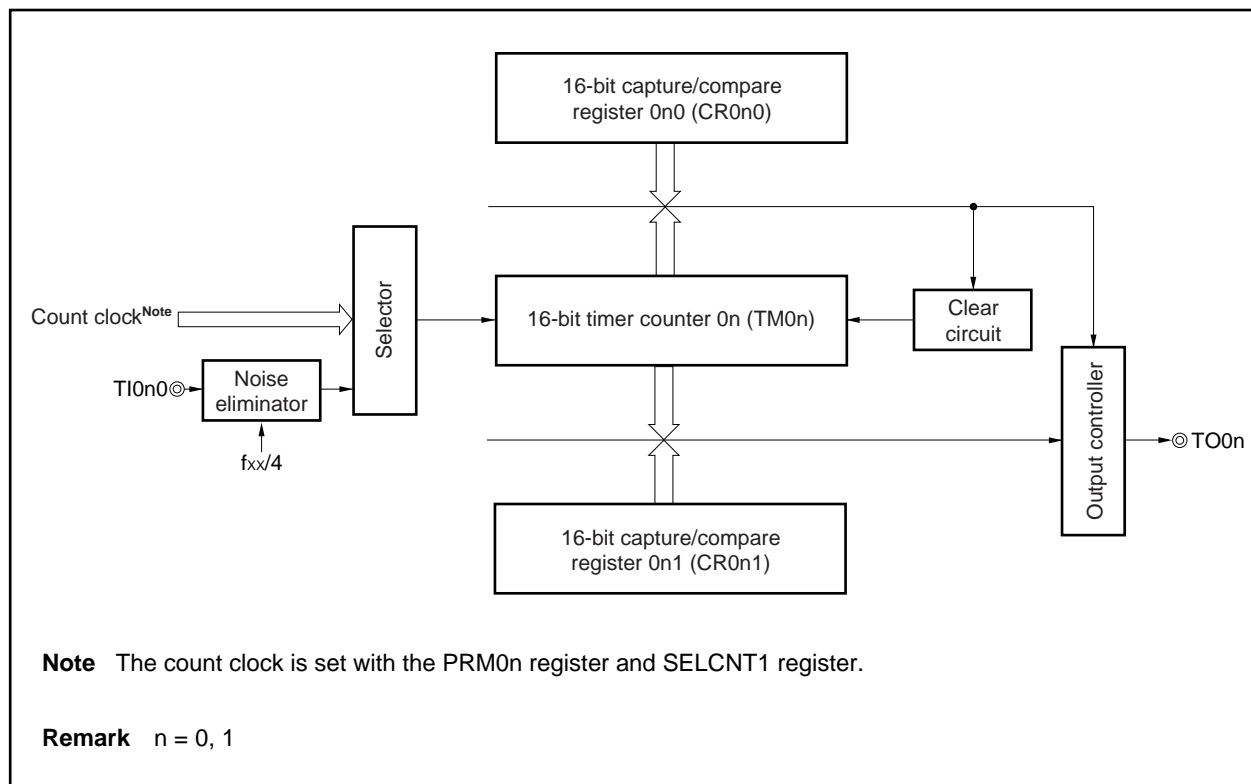 16-bit capture/compare
register 0n0 (CR0n0)
Selector
Count clockNote
16-bit timer counter 0n (TM0n)
Clear
circuit
TI0n0
Noise
eliminator
fxx/4
Output controller
TO0n
16-bit capture/compare
register 0n1 (CR0n1)
Note The count clock is set with the PRM0n register and SELCNT1 register.
Remark n = 0, 1